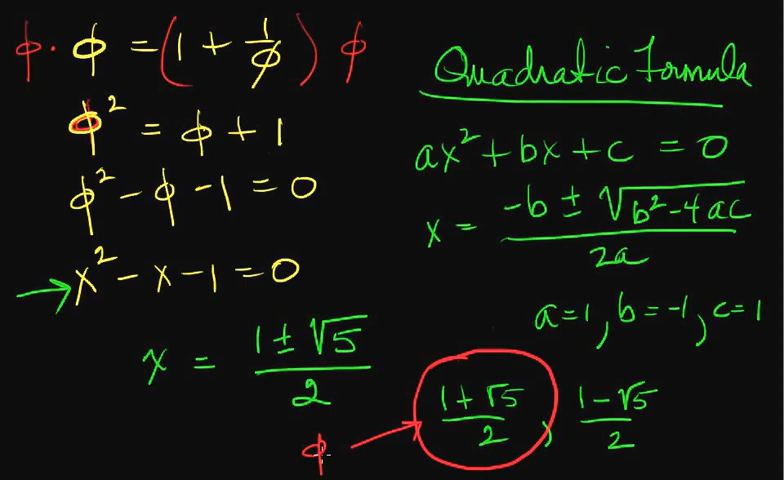 ϕ · ϕ = (1 + 1/ϕ) ϕ
ϕ² = ϕ + 1
ϕ² - ϕ - 1 = 0
x² - x - 1 = 0
x = (1 ± √5)/2
Quadratic Formula
ax² + bx + c = 0
x = (-b ± √(b² - 4ac))/2a
a=1, b=-1, c=1
(1+√5)/2, (1-√5)/2
ϕ